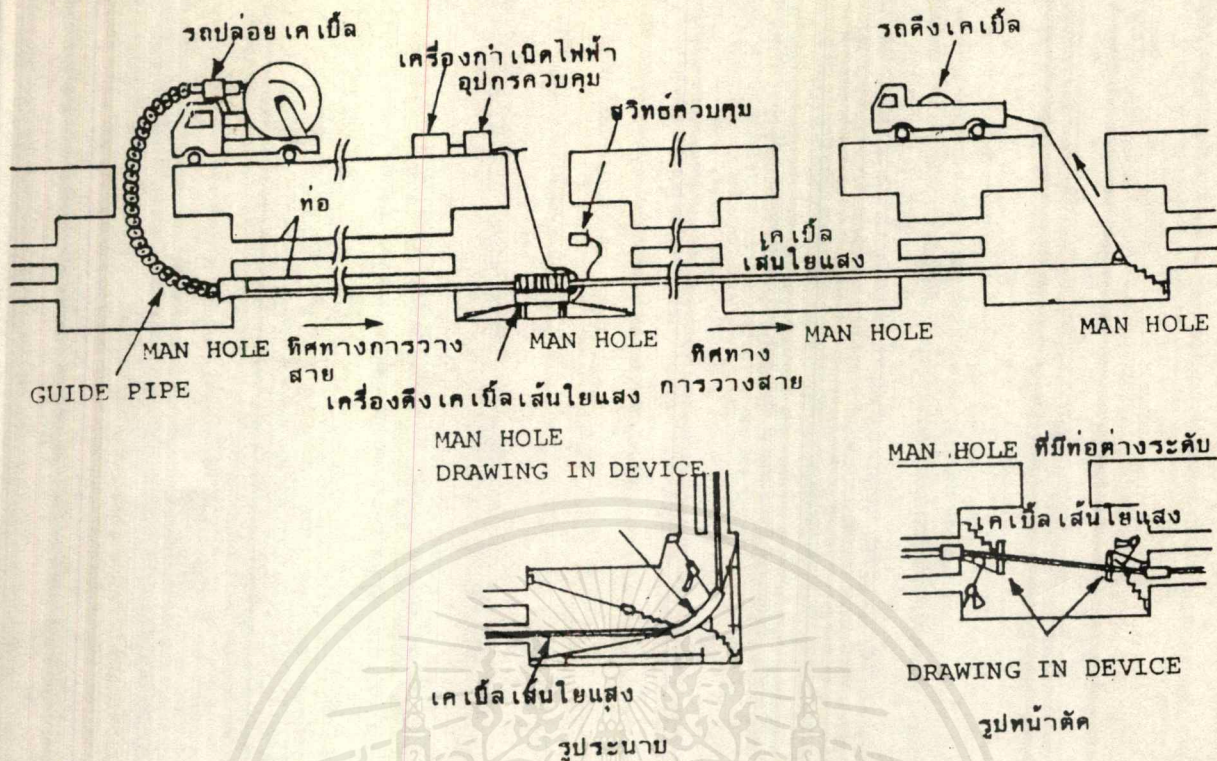 รถปล่อยเคเบิ้ล
เครื่องกำเนิดไฟฟ้า
อุปกรควบคุม
สวิทธ์ควบคุม
รถดึงเคเบิ้ล
ท่อ
เคเบิ้ล
เส้นใยแสง
MAN HOLE
ทิศทางการวาง
สาย
MAN HOLE
ทิศทาง
การวางสาย
MAN HOLE
MAN HOLE
GUIDE PIPE
เครื่องดึงเคเบิ้ลเส้นใยแสง
MAN HOLE
DRAWING IN DEVICE
MAN HOLE ที่มีท่อต่างระดับ
เคเบิ้ลเส้นใยแสง
DRAWING IN DEVICE
รูปหน้าตัด
เคเบิ้ลเส้นใยแสง
รูประนาบ